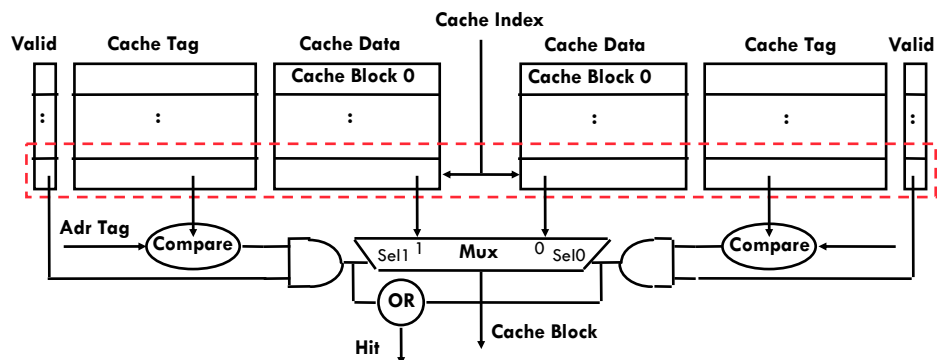 Cache Index
Valid Cache Tag Cache Data Cache Data Cache Tag Valid
Cache Block 0 Cache Block 0
: : : : : :
Adr Tag
Compare Sel1 1 Mux 0 Sel0 Compare
OR
Cache Block
Hit